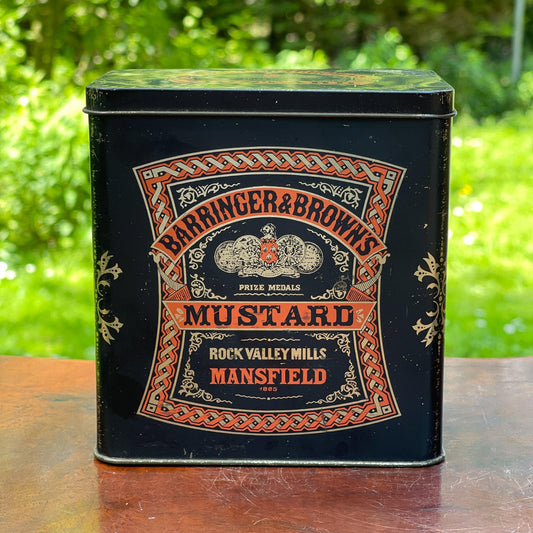 BARRINGER & BROWN'S
PRIZE MEDALS
MUSTARD
ROCK VALLEY MILLS
MANSFIELD